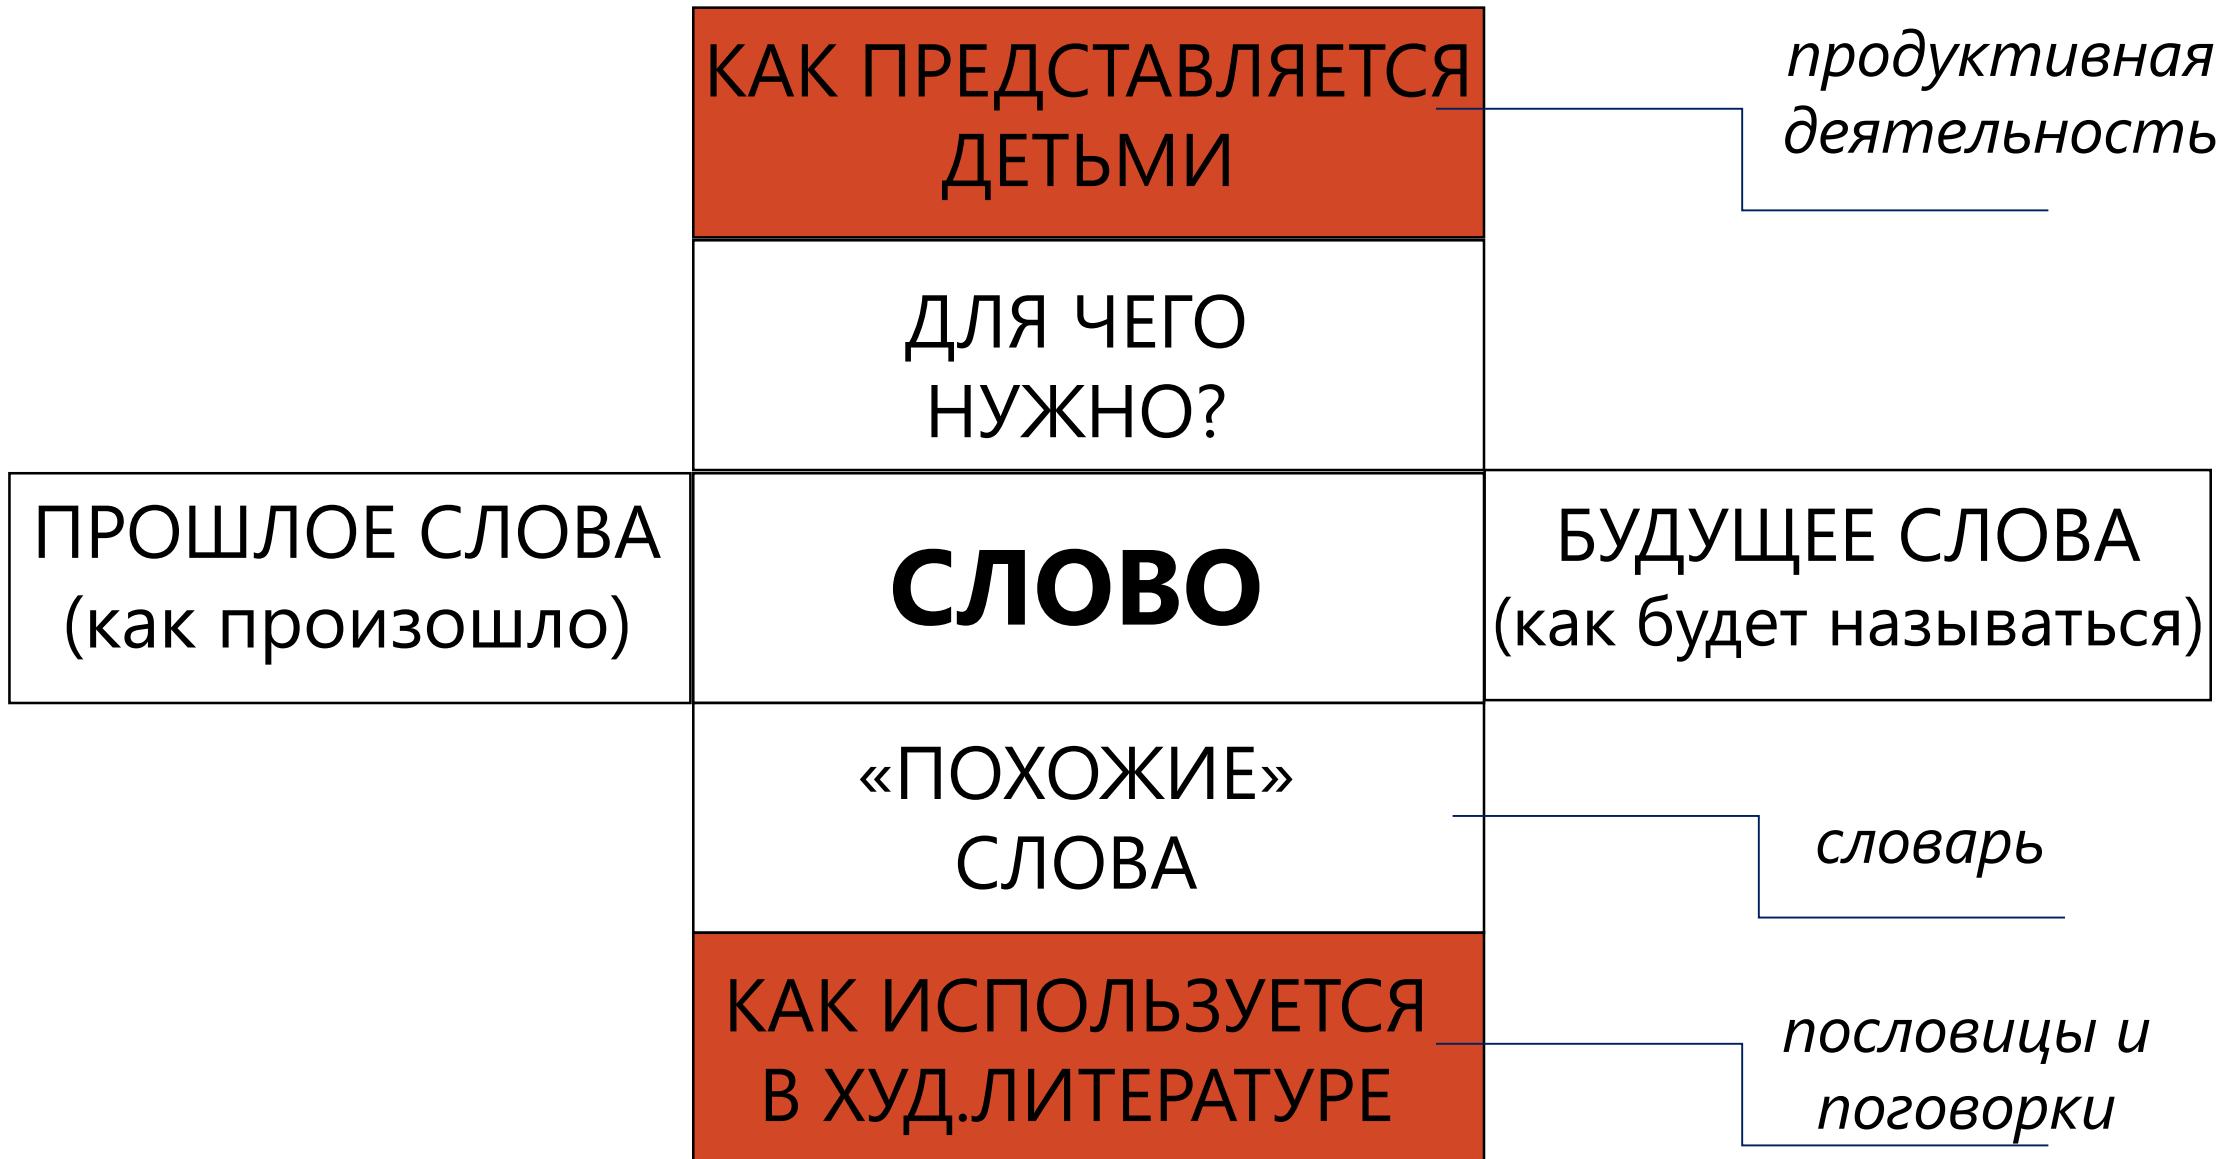 КАК ПРЕДСТАВЛЯЕТСЯ
ДЕТЬМИ
продуктивная
деятельность
ДЛЯ ЧЕГО
НУЖНО?
ПРОШЛОЕ СЛОВА
(как произошло)
СЛОВО
БУДУЩЕЕ СЛОВА
(как будет называться)
«ПОХОЖИЕ»
СЛОВА
словарь
КАК ИСПОЛЬЗУЕТСЯ
В ХУД.ЛИТЕРАТУРЕ
пословицы и
поговорки